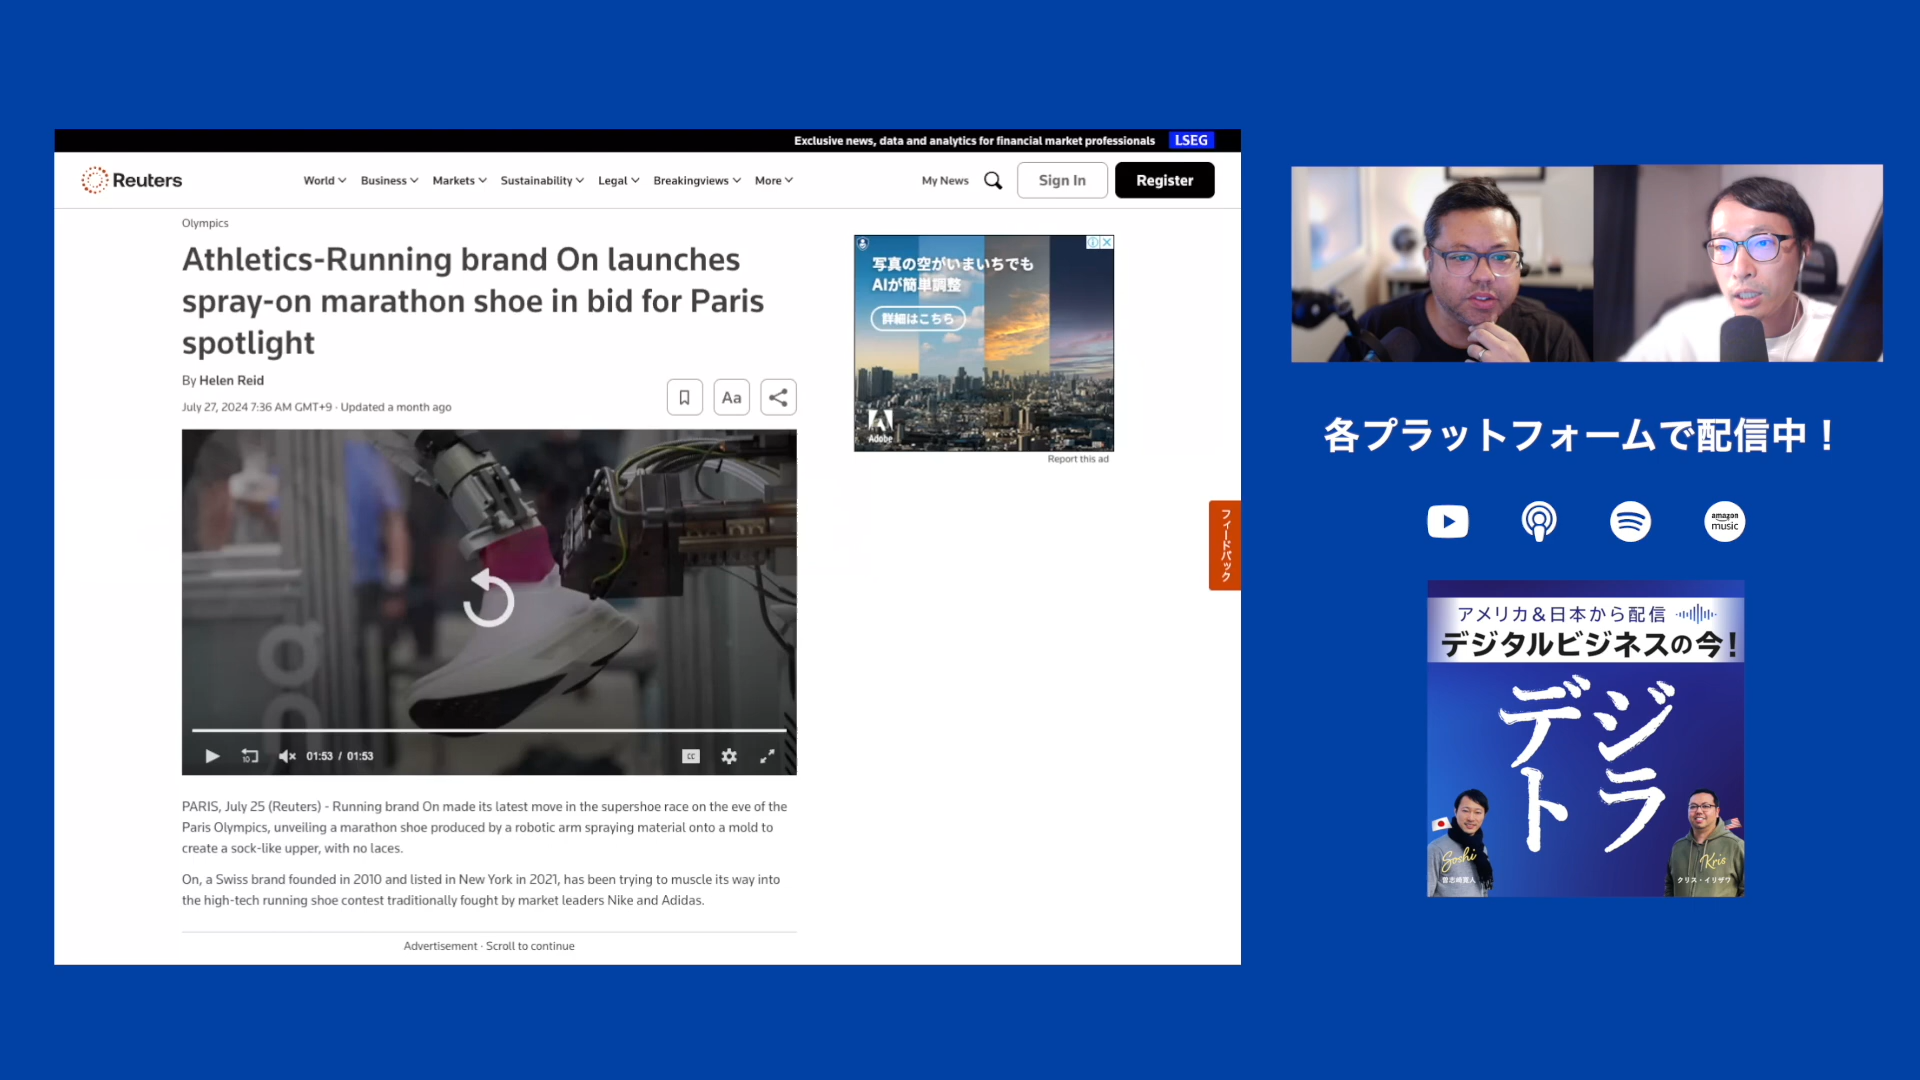 Exclusive news, data and analytics for financial market professionals LSEG
Reuters World Business Markets Sustainability Legal Breakingviews More My News Sign In Register
Olympics
Athletics-Running brand On launches
spray-on marathon shoe in bid for Paris
spotlight
By Helen Reid
July 27, 2024 7:36 AM GMT+9 · Updated a month ago
Aa
10 01:53 / 01:53 CC
PARIS, July 25 (Reuters) - Running brand On made its latest move in the supershoe race on the eve of the
Paris Olympics, unveiling a marathon shoe produced by a robotic arm spraying material onto a mold to
create a sock-like upper, with no laces.
On, a Swiss brand founded in 2010 and listed in New York in 2021, has been trying to muscle its way into
the high-tech running shoe contest traditionally fought by market leaders Nike and Adidas.
Advertisement · Scroll to continue
写真の空がいまいちでも
AIが簡単調整
詳細はこちら
Adobe
Report this ad
フィードバック
各プラットフォームで配信中！
amazon
music
アメリカ&日本から配信
デジタルビジネスの今！
デジ
トラ
Soshi
Kris
クリス・イリザワ